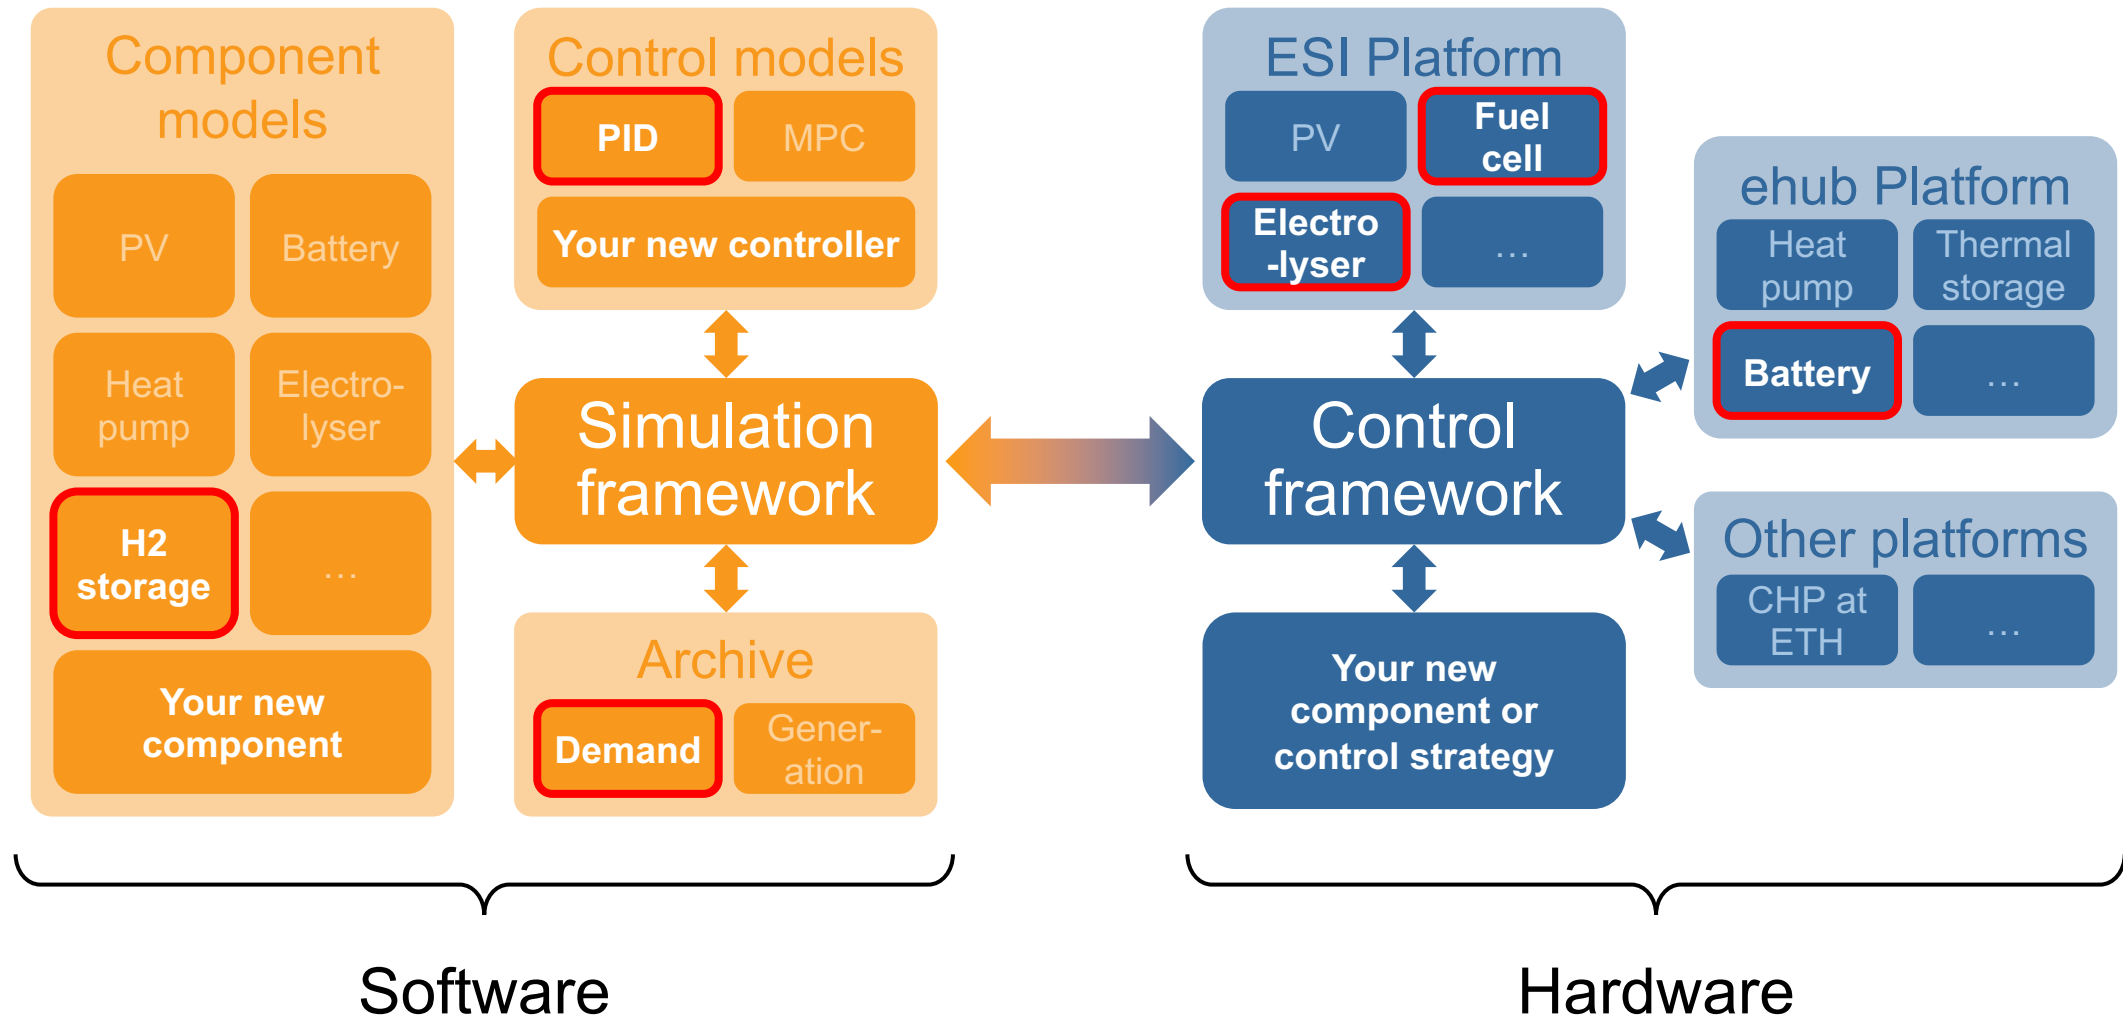 Component
models
PV
Battery
Heat
pump
Electro-
lyser
H2
storage
…
Your new
component
Control models
PID
MPC
Your new controller
Simulation
framework
Archive
Demand
Gener-
ation
ESI Platform
PV
Fuel
cell
Electro
-lyser
…
Control
framework
Your new
component or
control strategy
ehub Platform
Heat
pump
Thermal
storage
Battery
…
Other platforms
CHP at
ETH
…
Software
Hardware